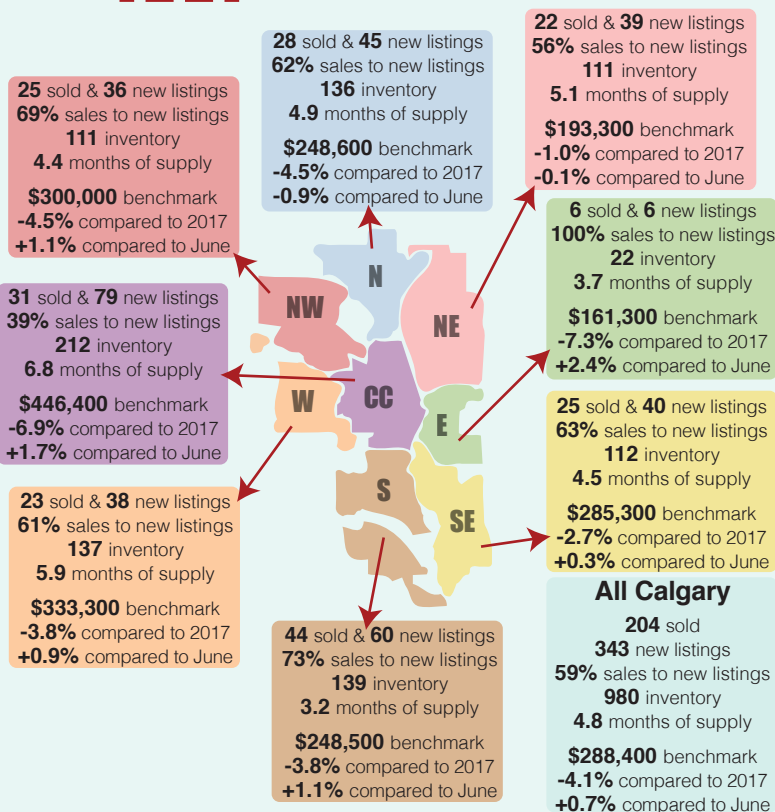 28 sold & 45 new listings
62% sales to new listings
136 inventory
4.9 months of supply
$248,600 benchmark
-4.5% compared to 2017
-0.9% compared to June
22 sold & 39 new listings
56% sales to new listings
111 inventory
5.1 months of supply
$193,300 benchmark
-1.0% compared to 2017
-0.1% compared to June
25 sold & 36 new listings
69% sales to new listings
111 inventory
4.4 months of supply
$300,000 benchmark
-4.5% compared to 2017
+1.1% compared to June
6 sold & 6 new listings
100% sales to new listings
22 inventory
3.7 months of supply
$161,300 benchmark
-7.3% compared to 2017
+2.4% compared to June
N
NW
NE
W
CC
E
S
SE
31 sold & 79 new listings
39% sales to new listings
212 inventory
6.8 months of supply
$446,400 benchmark
-6.9% compared to 2017
+1.7% compared to June
25 sold & 40 new listings
63% sales to new listings
112 inventory
4.5 months of supply
$285,300 benchmark
-2.7% compared to 2017
+0.3% compared to June
23 sold & 38 new listings
61% sales to new listings
137 inventory
5.9 months of supply
$333,300 benchmark
-3.8% compared to 2017
+0.9% compared to June
44 sold & 60 new listings
73% sales to new listings
139 inventory
3.2 months of supply
$248,500 benchmark
-3.8% compared to 2017
+1.1% compared to June
All Calgary
204 sold
343 new listings
59% sales to new listings
980 inventory
4.8 months of supply
$288,400 benchmark
-4.1% compared to 2017
+0.7% compared to June